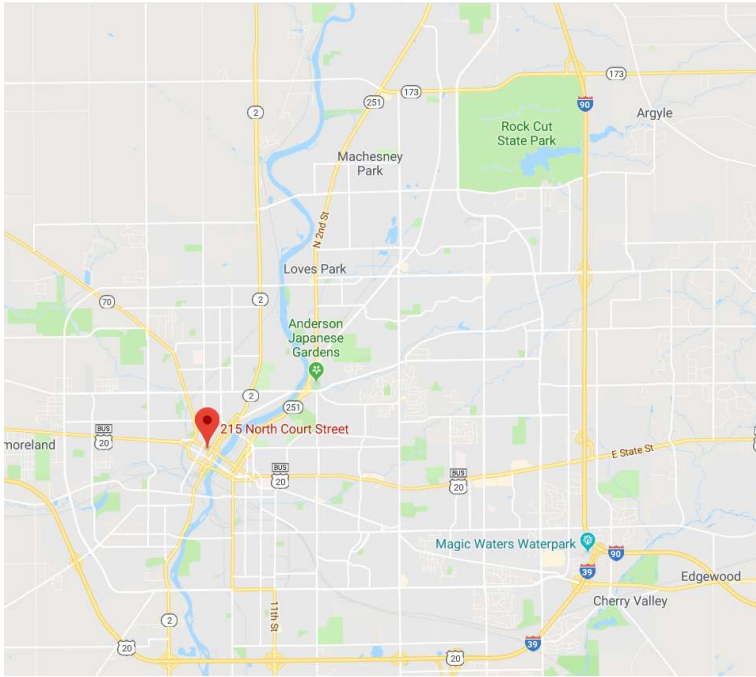 173
90
2
251
173
Argyle
Rock Cut
State Park
Machesney
Park
N 2nd St
Loves Park
70
2
Anderson
Japanese
Gardens
2
251
215 North Court Street
BUS
20
BUS
20
moreland
E State St
BUS
20
BUS
20
Magic Waters Waterpark
90
39
Edgewood
Cherry Valley
11th St
2
20
39
20